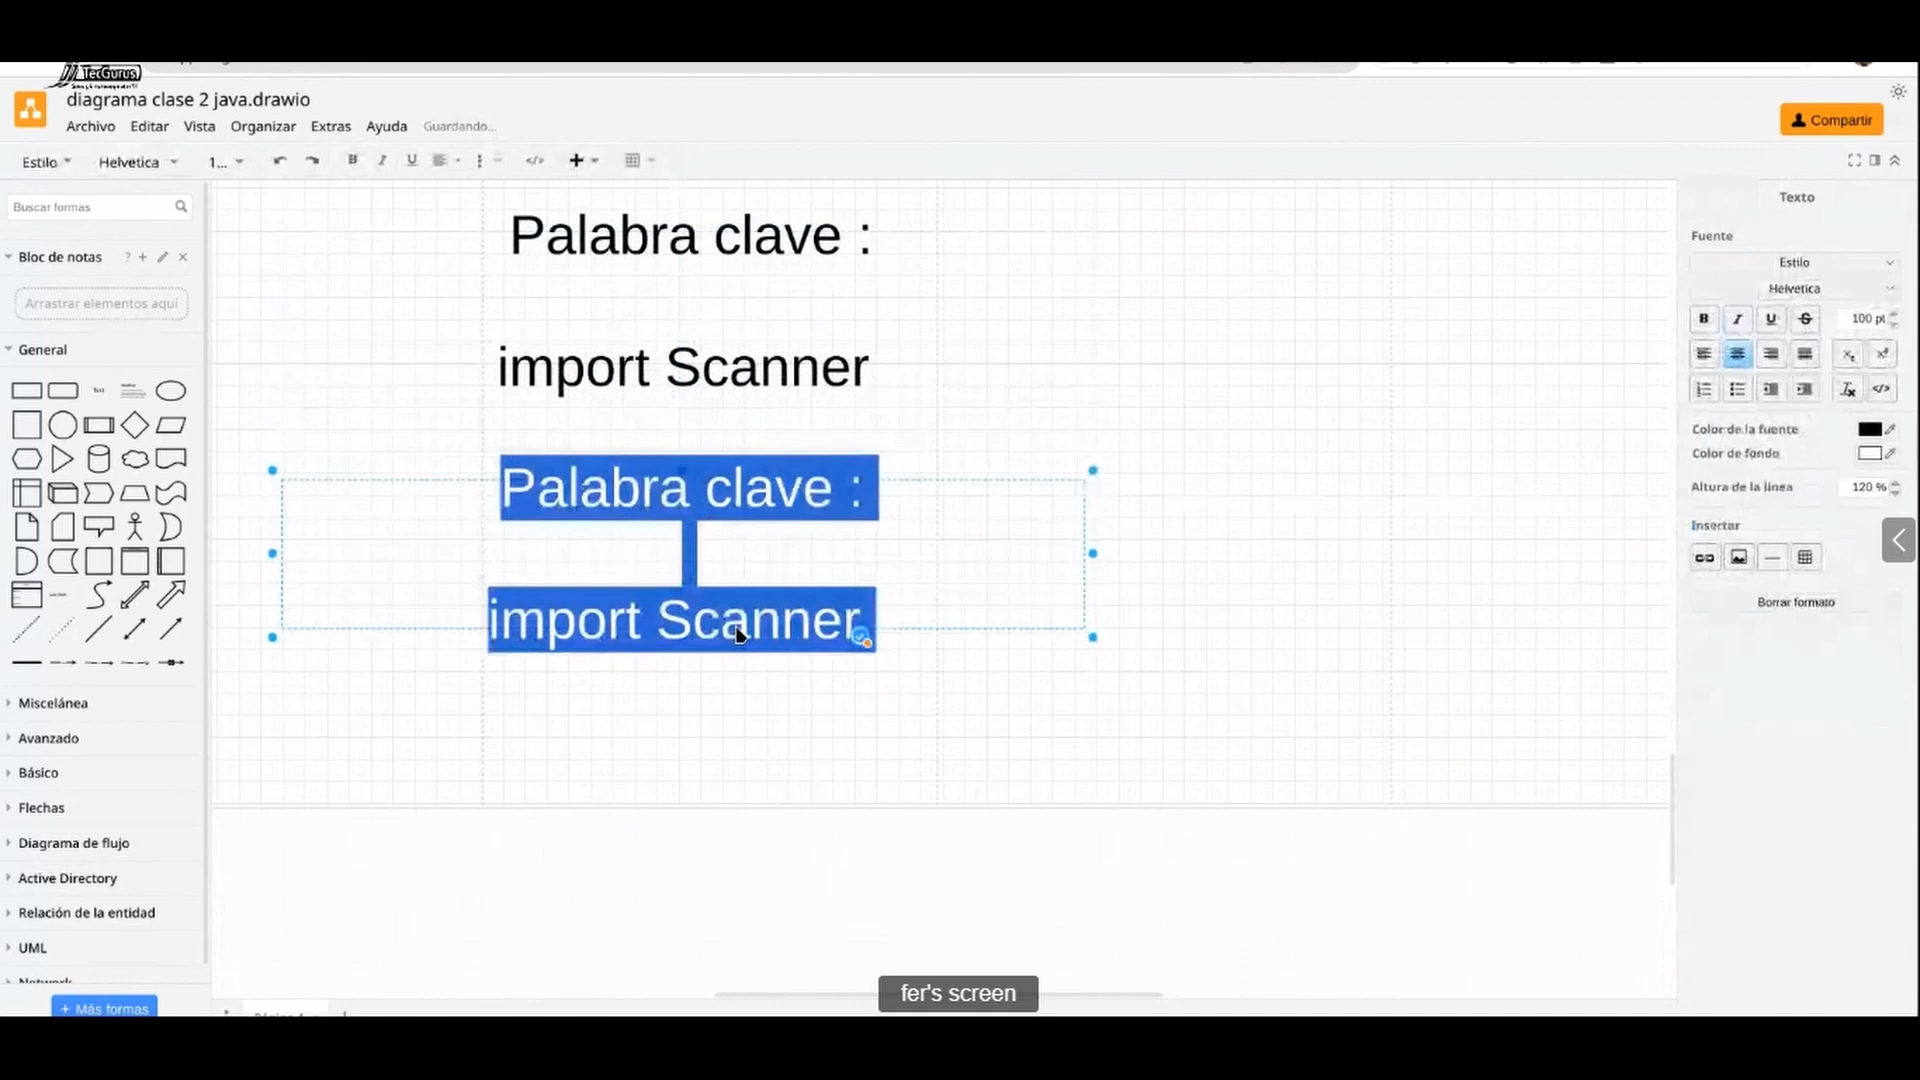 TecGurus
diagrama clase 2 java.drawio
Archivo Editar Vista Organizar Extras Ayuda Guardando...
Compartir
Estilo Helvetica 1...
B I U
Buscar formas
Bloc de notas ? + ×
Arrastrar elementos aquí
General
Text
Miscelánea
Avanzado
Básico
Flechas
Diagrama de flujo
Active Directory
Relación de la entidad
UML
Network
+ Más formas
Palabra clave :
import Scanner
Palabra clave :
import Scanner
Texto
Fuente
Estilo
Helvetica
B I U S 100 pt
Color de la fuente
Color de fondo
Altura de la línea 120 %
Insertar
Borrar formato
fer's screen